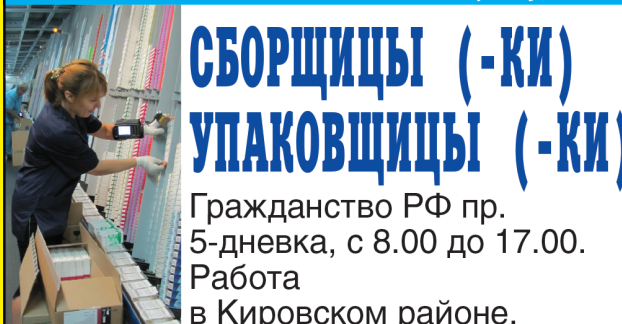 СБОРЩИЦЫ (-КИ)
УПАКОВЩИЦЫ (-КИ)
Гражданство РФ пр.
5-дневка, с 8.00 до 17.00.
Работа
в Кировском районе.